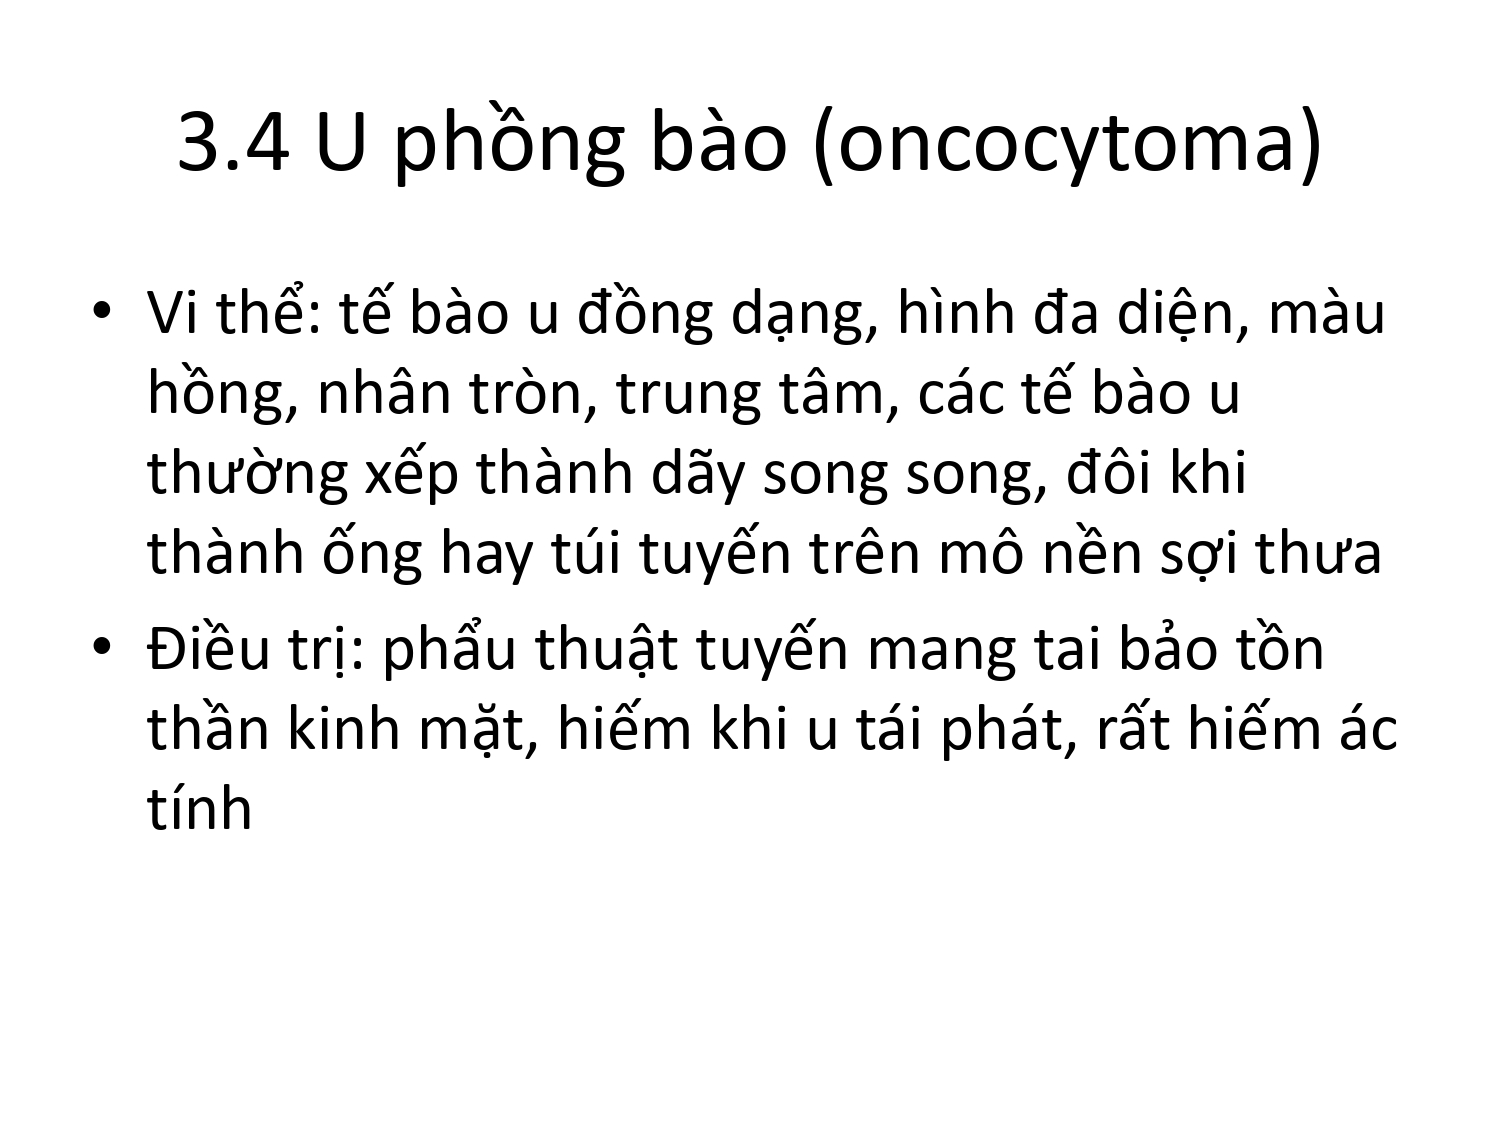 3.4 U phồng bào (oncocytoma)
• Vi thể: tế bào u đồng dạng, hình đa diện, màu
hồng, nhân tròn, trung tâm, các tế bào u
thường xếp thành dãy song song, đôi khi
thành ống hay túi tuyến trên mô nền sợi thưa
• Điều trị: phẩu thuật tuyến mang tai bảo tồn
thần kinh mặt, hiếm khi u tái phát, rất hiếm ác
tính